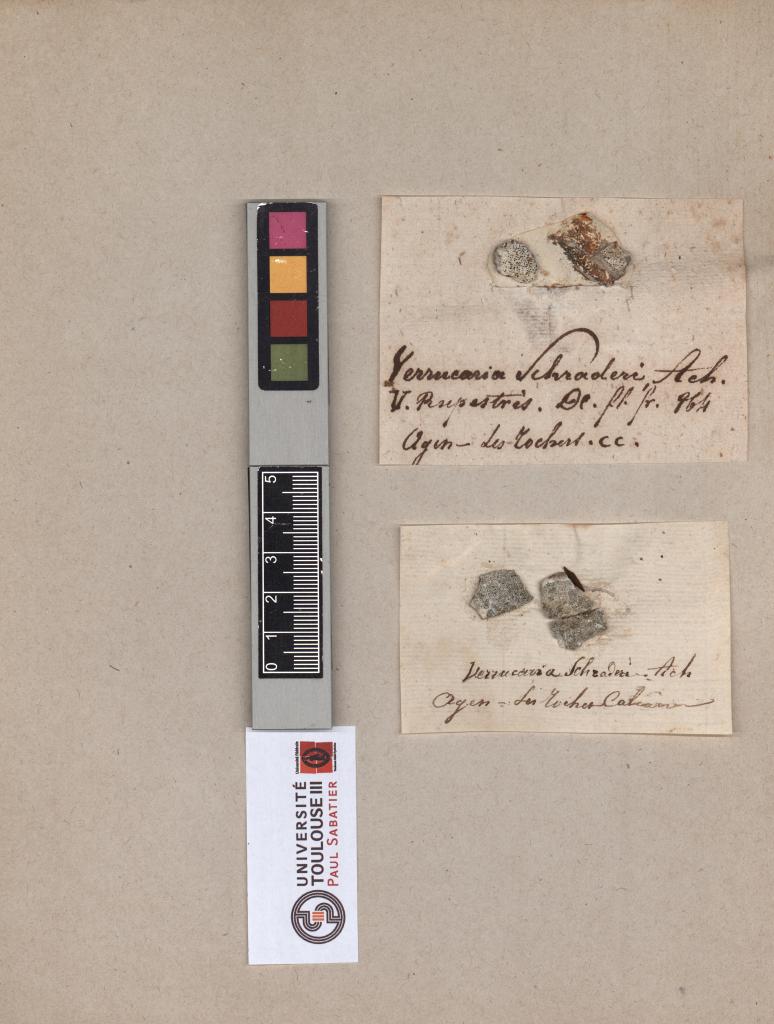 Verrucaria Schraderi, Ach.
V. Rupestris. DC. fl. fr. 964
Agen - les rochers. CC.
Verrucaria Schraderi. Ach
Agen - les rochers
0 1 2 3 4 5
UNIVERSITÉ
TOULOUSE III
PAUL SABATIER